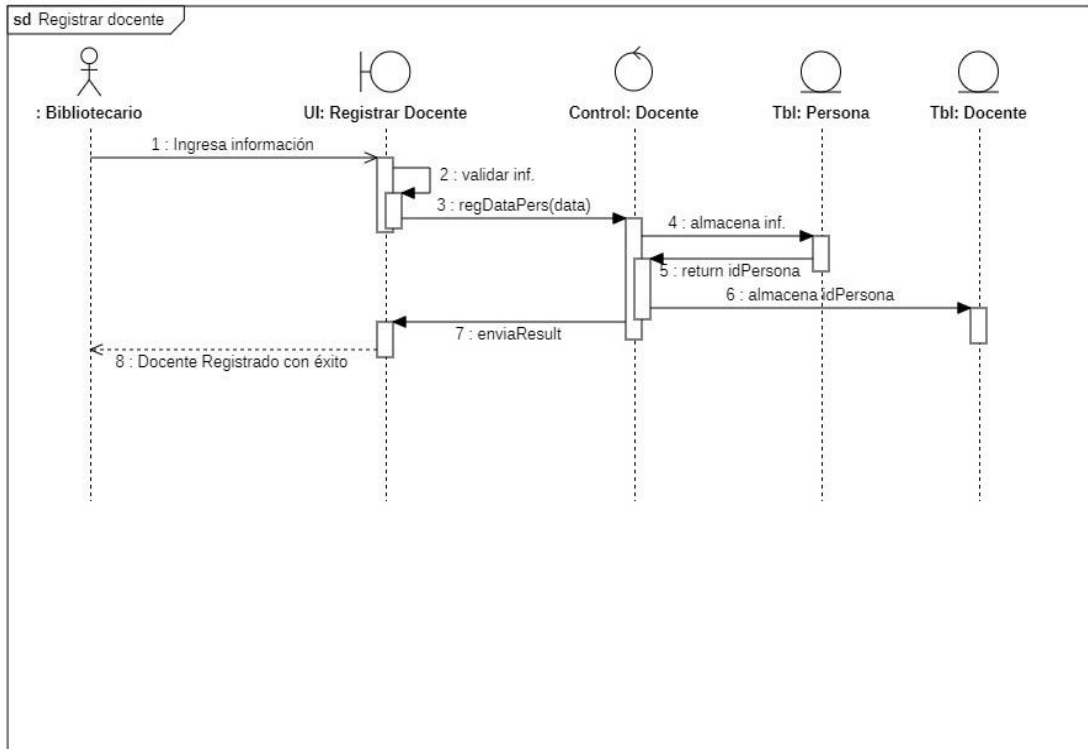 sd Registrar docente
: Bibliotecario
UI: Registrar Docente
Control: Docente
Tbl: Persona
Tbl: Docente
1 : Ingresa información
2 : validar inf.
3 : regDataPers(data)
4 : almacena inf.
5 : return idPersona
6 : almacena idPersona
7 : enviaResult
8 : Docente Registrado con éxito